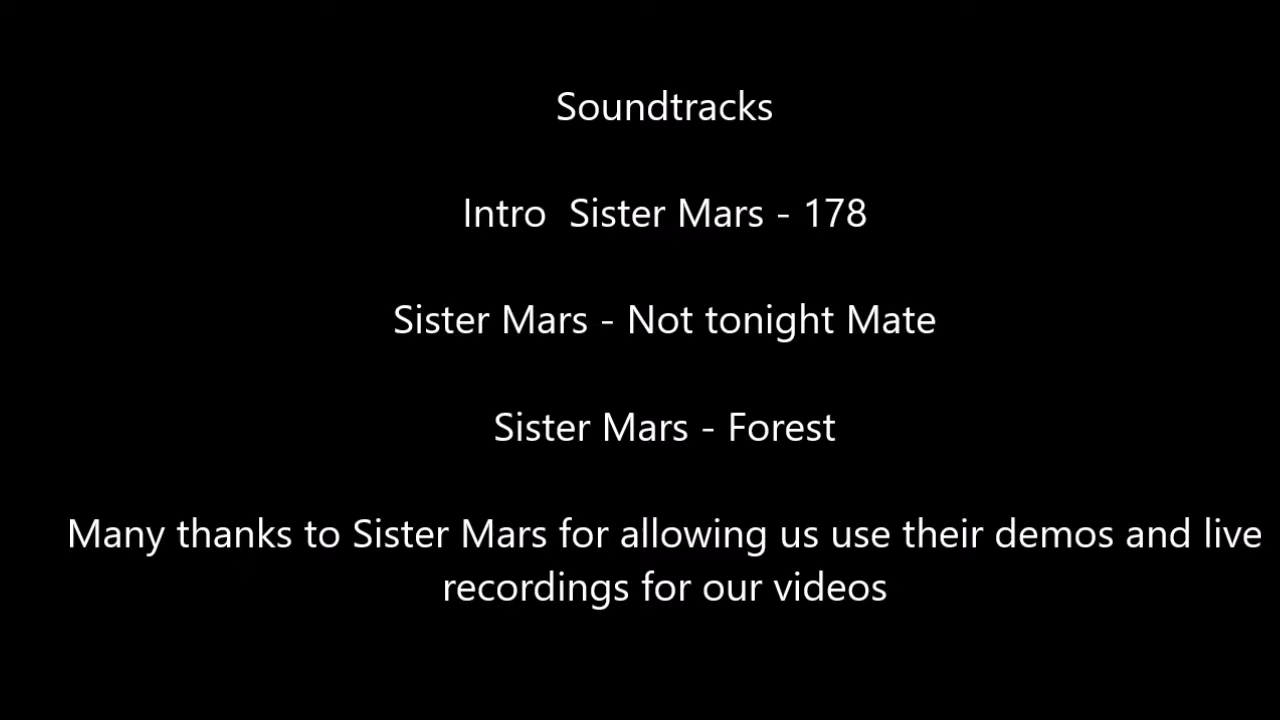 Soundtracks
Intro  Sister Mars - 178
Sister Mars - Not tonight Mate
Sister Mars - Forest
Many thanks to Sister Mars for allowing us use their demos and live
recordings for our videos